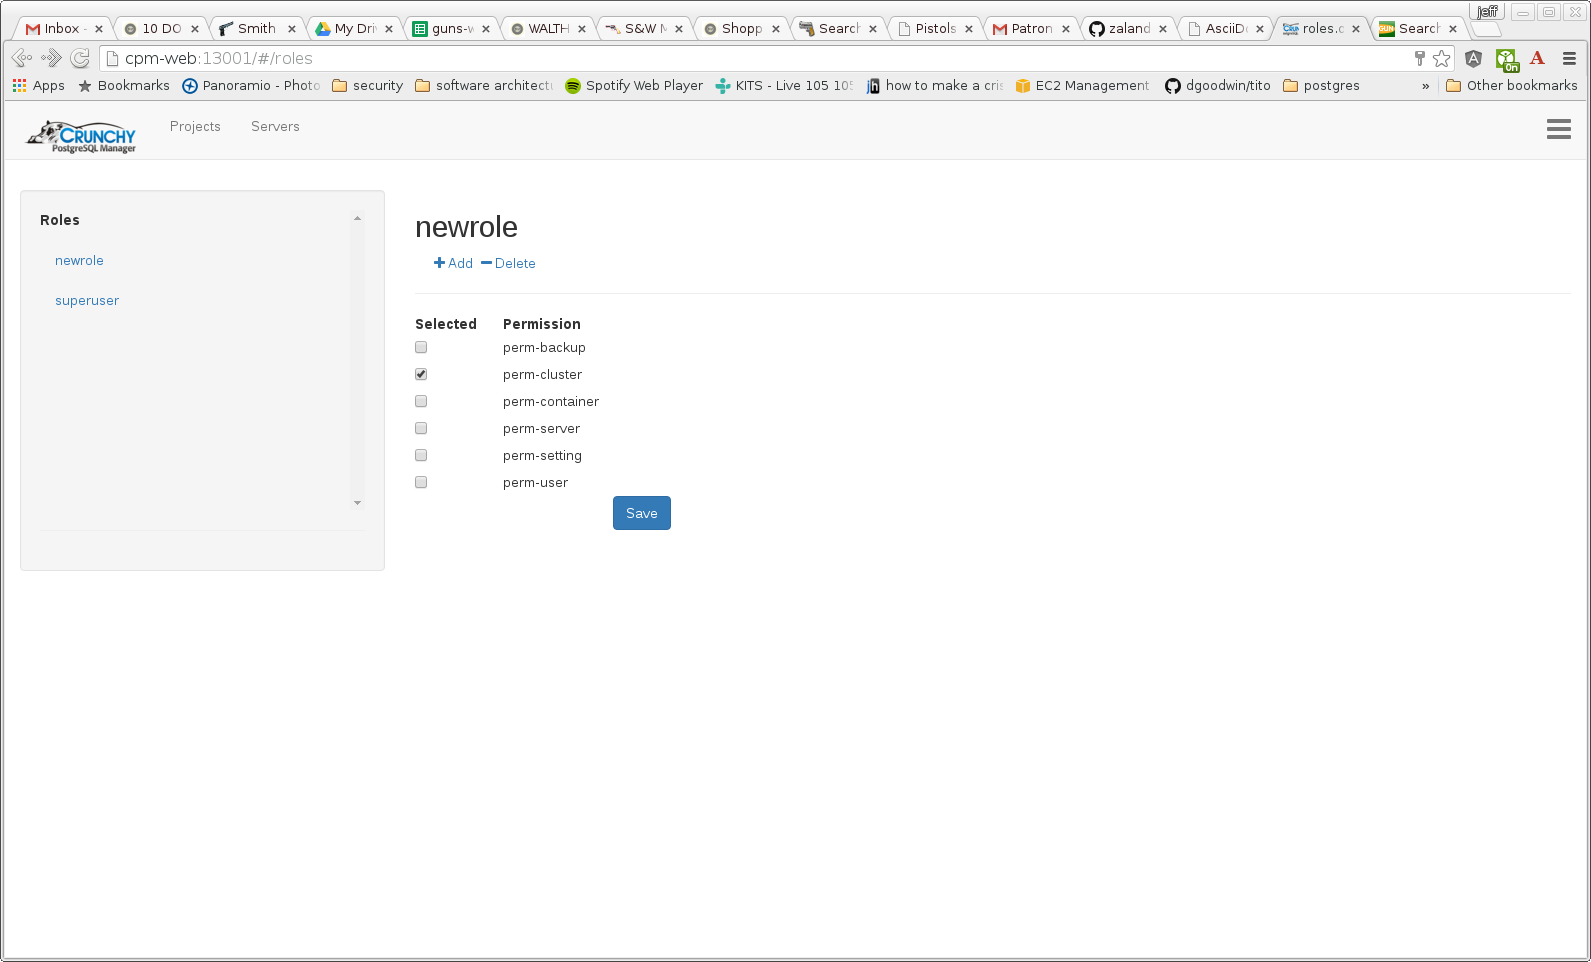 jeff
Inbox - 10 DO Smith My Driv guns-w WALTH S&W M Shopp Search Pistols Patron zaland AsciiDo roles.c Search
cpm-web:13001/#/roles
on
Apps Bookmarks Panoramio - Photo security software architectu Spotify Web Player KITS - Live 105 105 how to make a cris EC2 Management dgoodwin/tito postgres » Other bookmarks
CRUNCHY
PostgreSQL Manager
Projects Servers
Roles
newrole
superuser
newrole
Add Delete
Selected Permission
perm-backup
perm-cluster
perm-container
perm-server
perm-setting
perm-user
Save